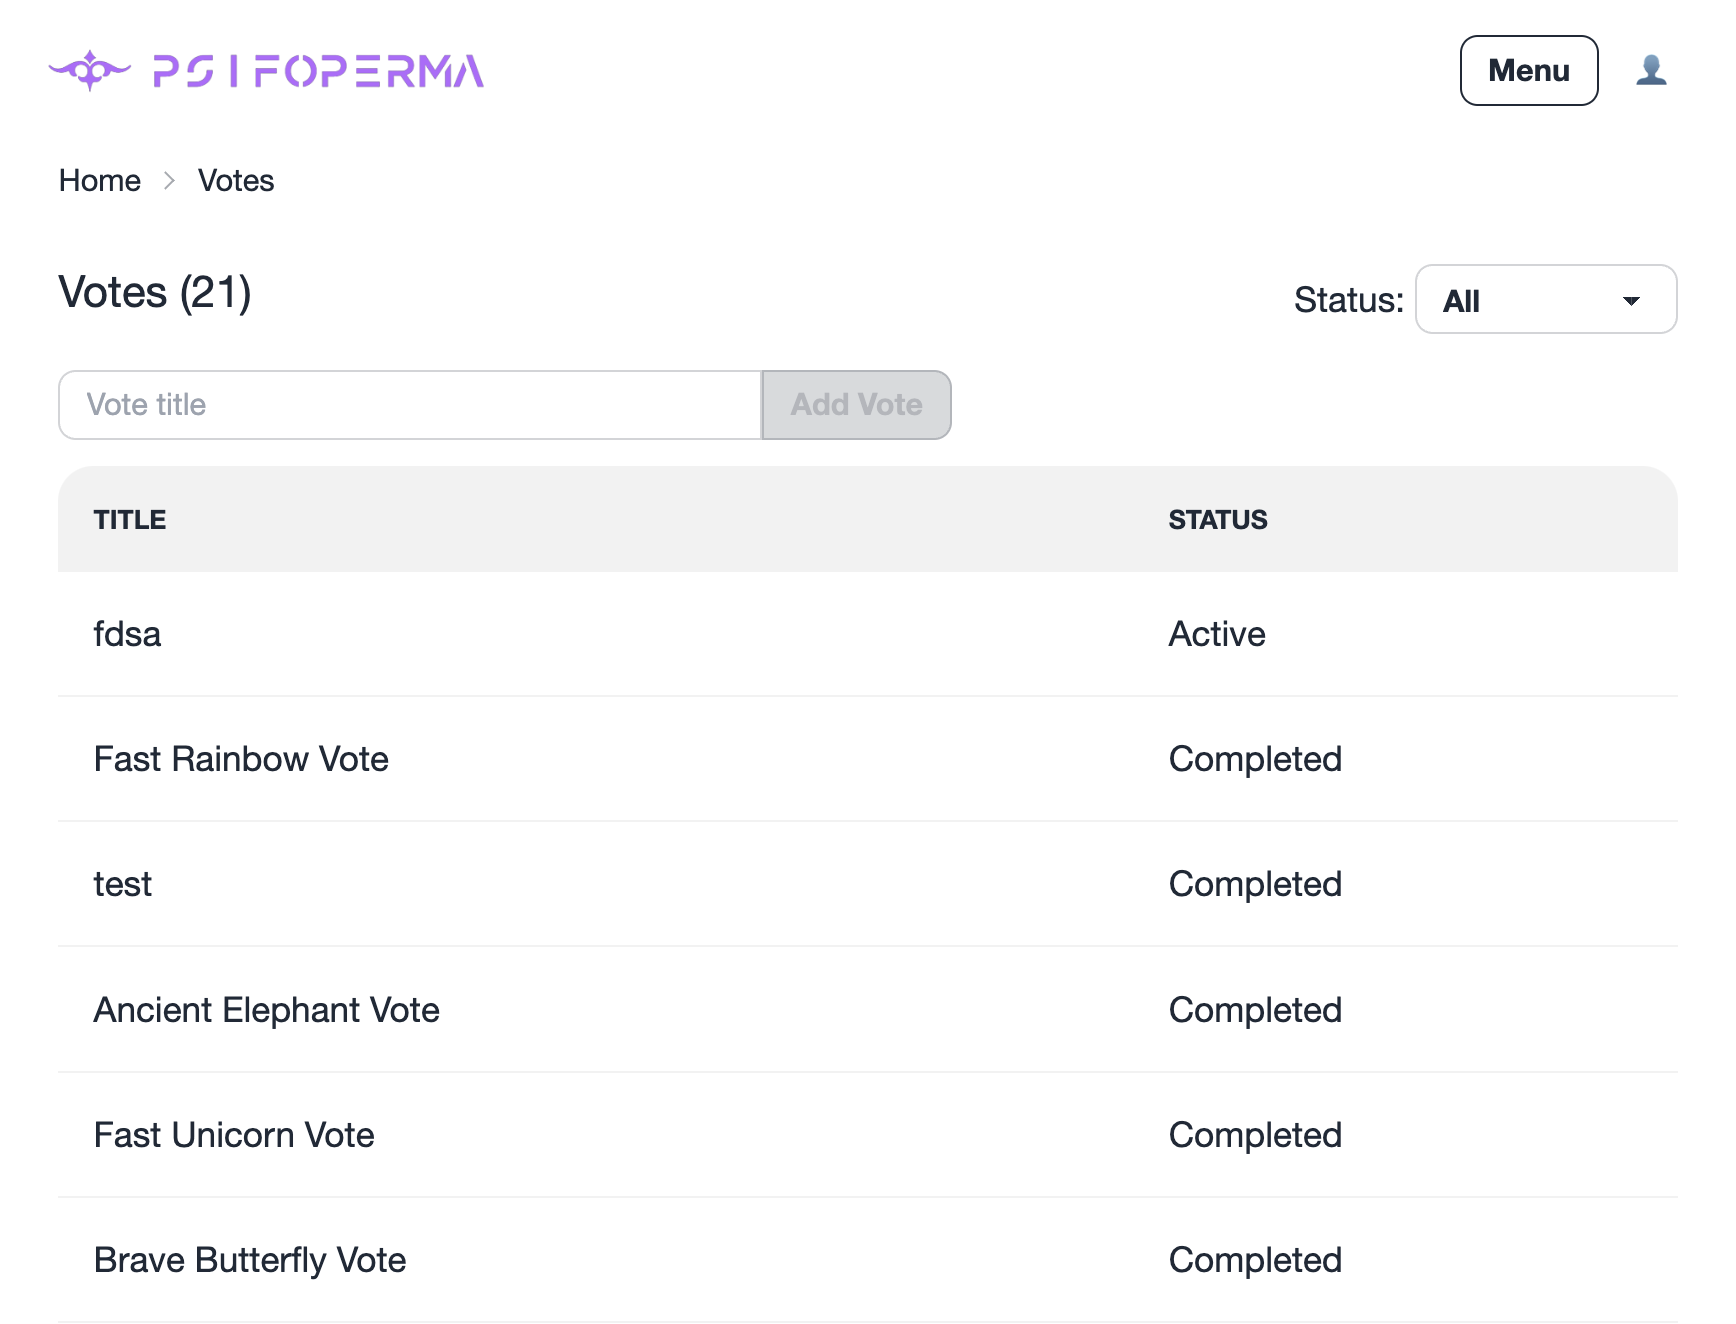 PSIFOPERMA
Menu
Home > Votes
Votes (21)
Status: All
Vote title
Add Vote
TITLE STATUS
fdsa Active
Fast Rainbow Vote Completed
test Completed
Ancient Elephant Vote Completed
Fast Unicorn Vote Completed
Brave Butterfly Vote Completed